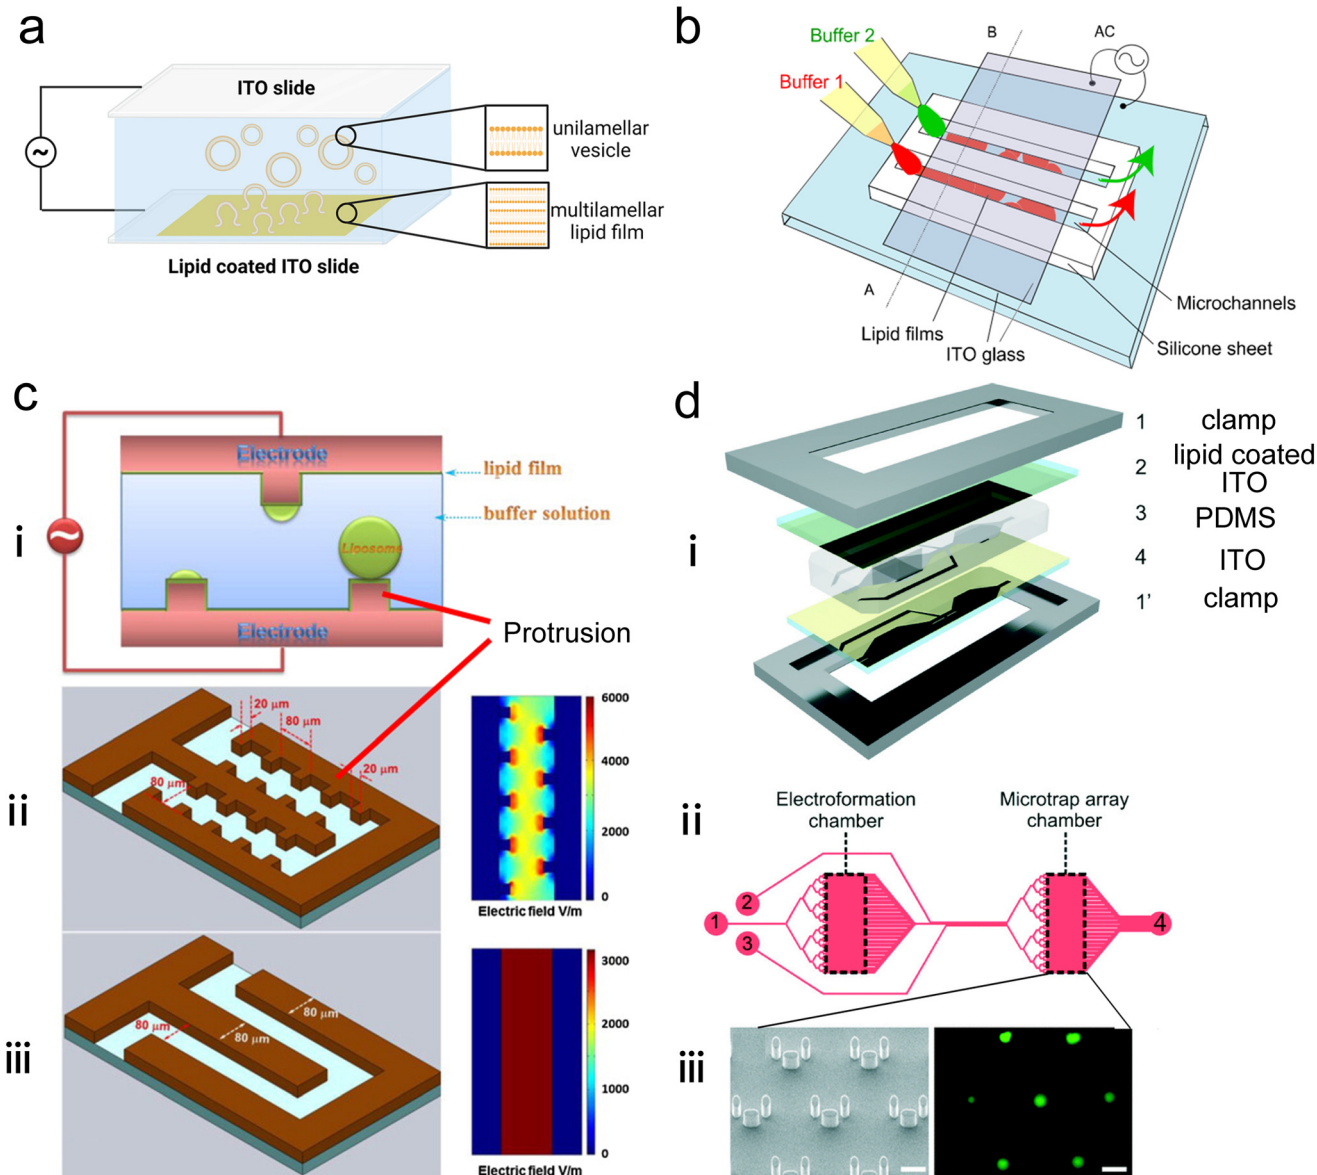 a
ITO slide
unilamellar
vesicle
multilamellar
lipid film
Lipid coated ITO slide
~
b
Buffer 2
Buffer 1
B
AC
A
Lipid films
ITO glass
Microchannels
Silicone sheet
c
i
Electrode
lipid film
buffer solution
Liposome
Electrode
Protrusion
ii
20 μm
80 μm
20 μm
80 μm
6000
4000
2000
0
Electric field V/m
iii
80 μm
80 μm
80 μm
3000
2000
1000
0
Electric field V/m
d
i
1 clamp
2 lipid coated
ITO
3 PDMS
4 ITO
1' clamp
ii
Electroformation
chamber
Microtrap array
chamber
1
2
3
4
iii